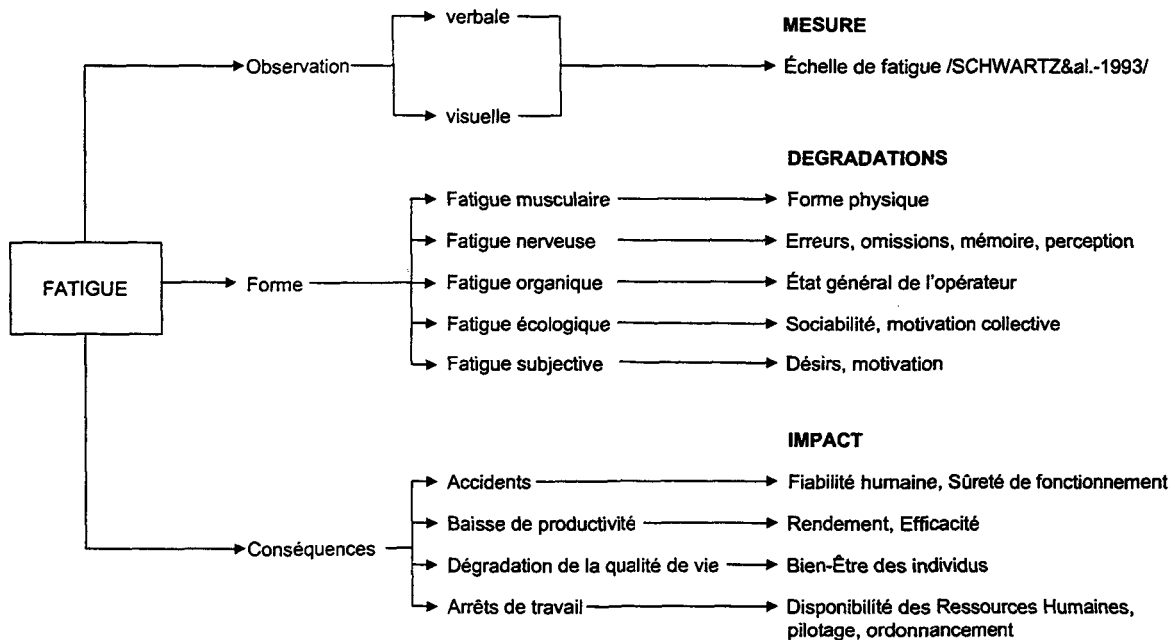 verbale
MESURE
Observation
Échelle de fatigue /SCHWARTZ&al.-1993/
visuelle
DEGRADATIONS
Fatigue musculaire
Forme physique
Fatigue nerveuse
Erreurs, omissions, mémoire, perception
FATIGUE
Forme
Fatigue organique
État général de l'opérateur
Fatigue écologique
Sociabilité, motivation collective
Fatigue subjective
Désirs, motivation
IMPACT
Accidents
Fiabilité humaine, Sûreté de fonctionnement
Baisse de productivité
Rendement, Efficacité
Conséquences
Dégradation de la qualité de vie
Bien-Être des individus
Arrêts de travail
Disponibilité des Ressources Humaines,
pilotage, ordonnancement